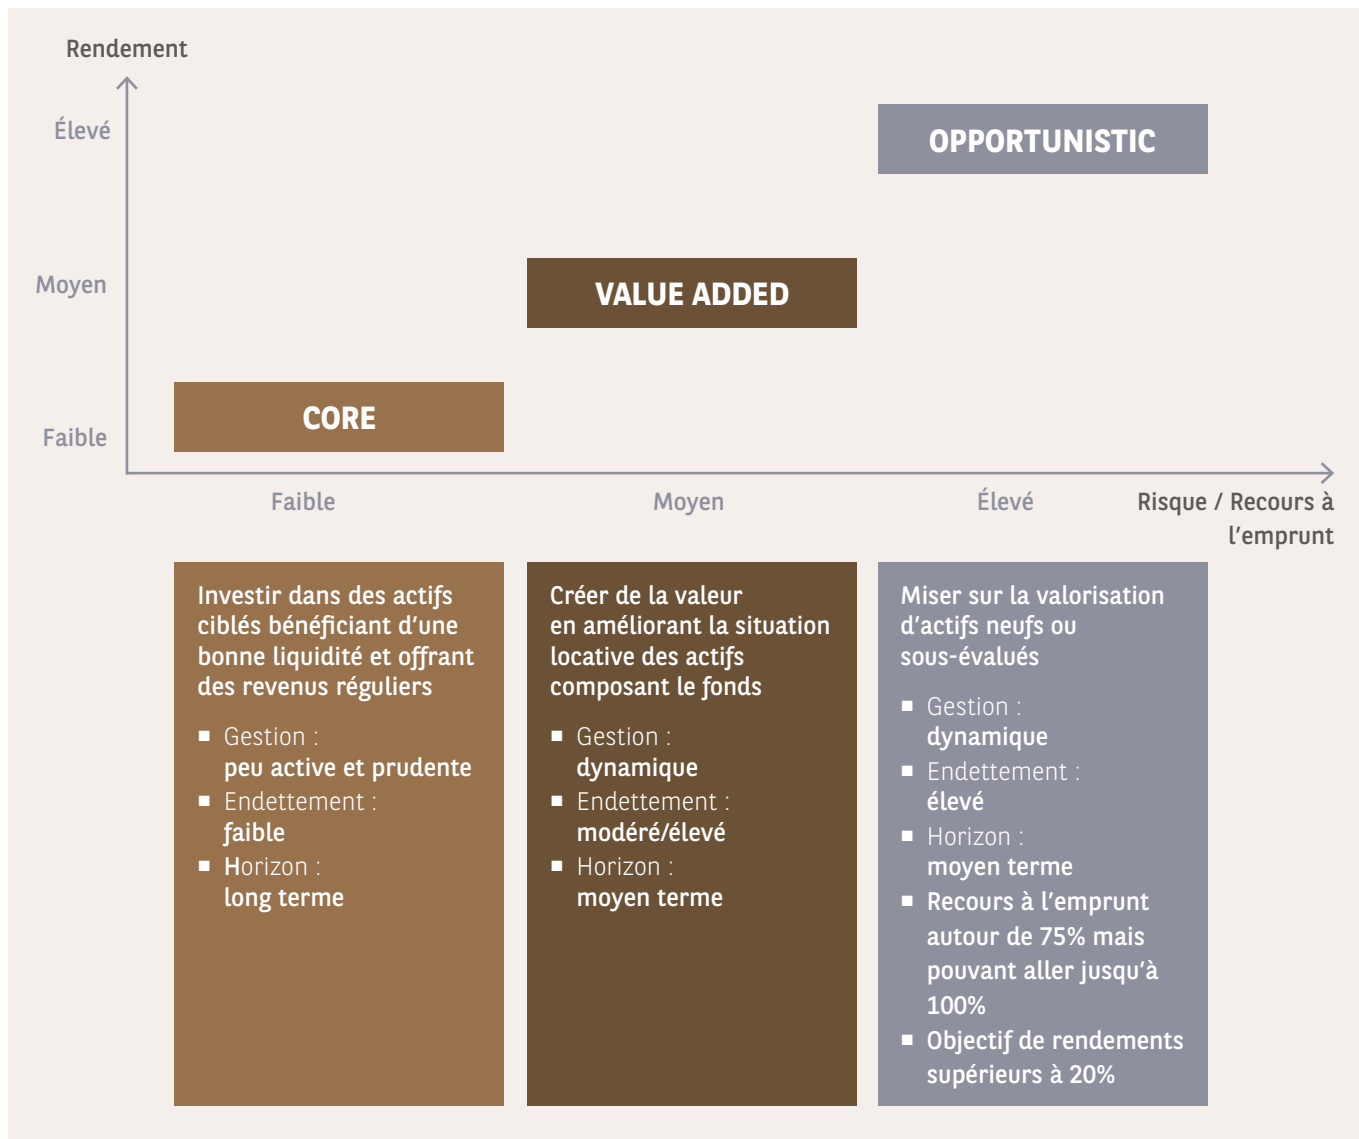 Rendement
Élevé
OPPORTUNISTIC
Moyen
VALUE ADDED
CORE
Faible
Faible
Moyen
Élevé
Risque / Recours à
l’emprunt
Investir dans des actifs
ciblés bénéficiant d’une
bonne liquidité et offrant
des revenus réguliers
■ Gestion :
peu active et prudente
■ Endettement :
faible
■ Horizon :
long terme
Créer de la valeur
en améliorant la situation
locative des actifs
composant le fonds
■ Gestion :
dynamique
■ Endettement :
modéré/élevé
■ Horizon :
moyen terme
Miser sur la valorisation
d’actifs neufs ou
sous-évalués
■ Gestion :
dynamique
■ Endettement :
élevé
■ Horizon :
moyen terme
■ Recours à l’emprunt
autour de 75% mais
pouvant aller jusqu’à
100%
■ Objectif de rendements
supérieurs à 20%